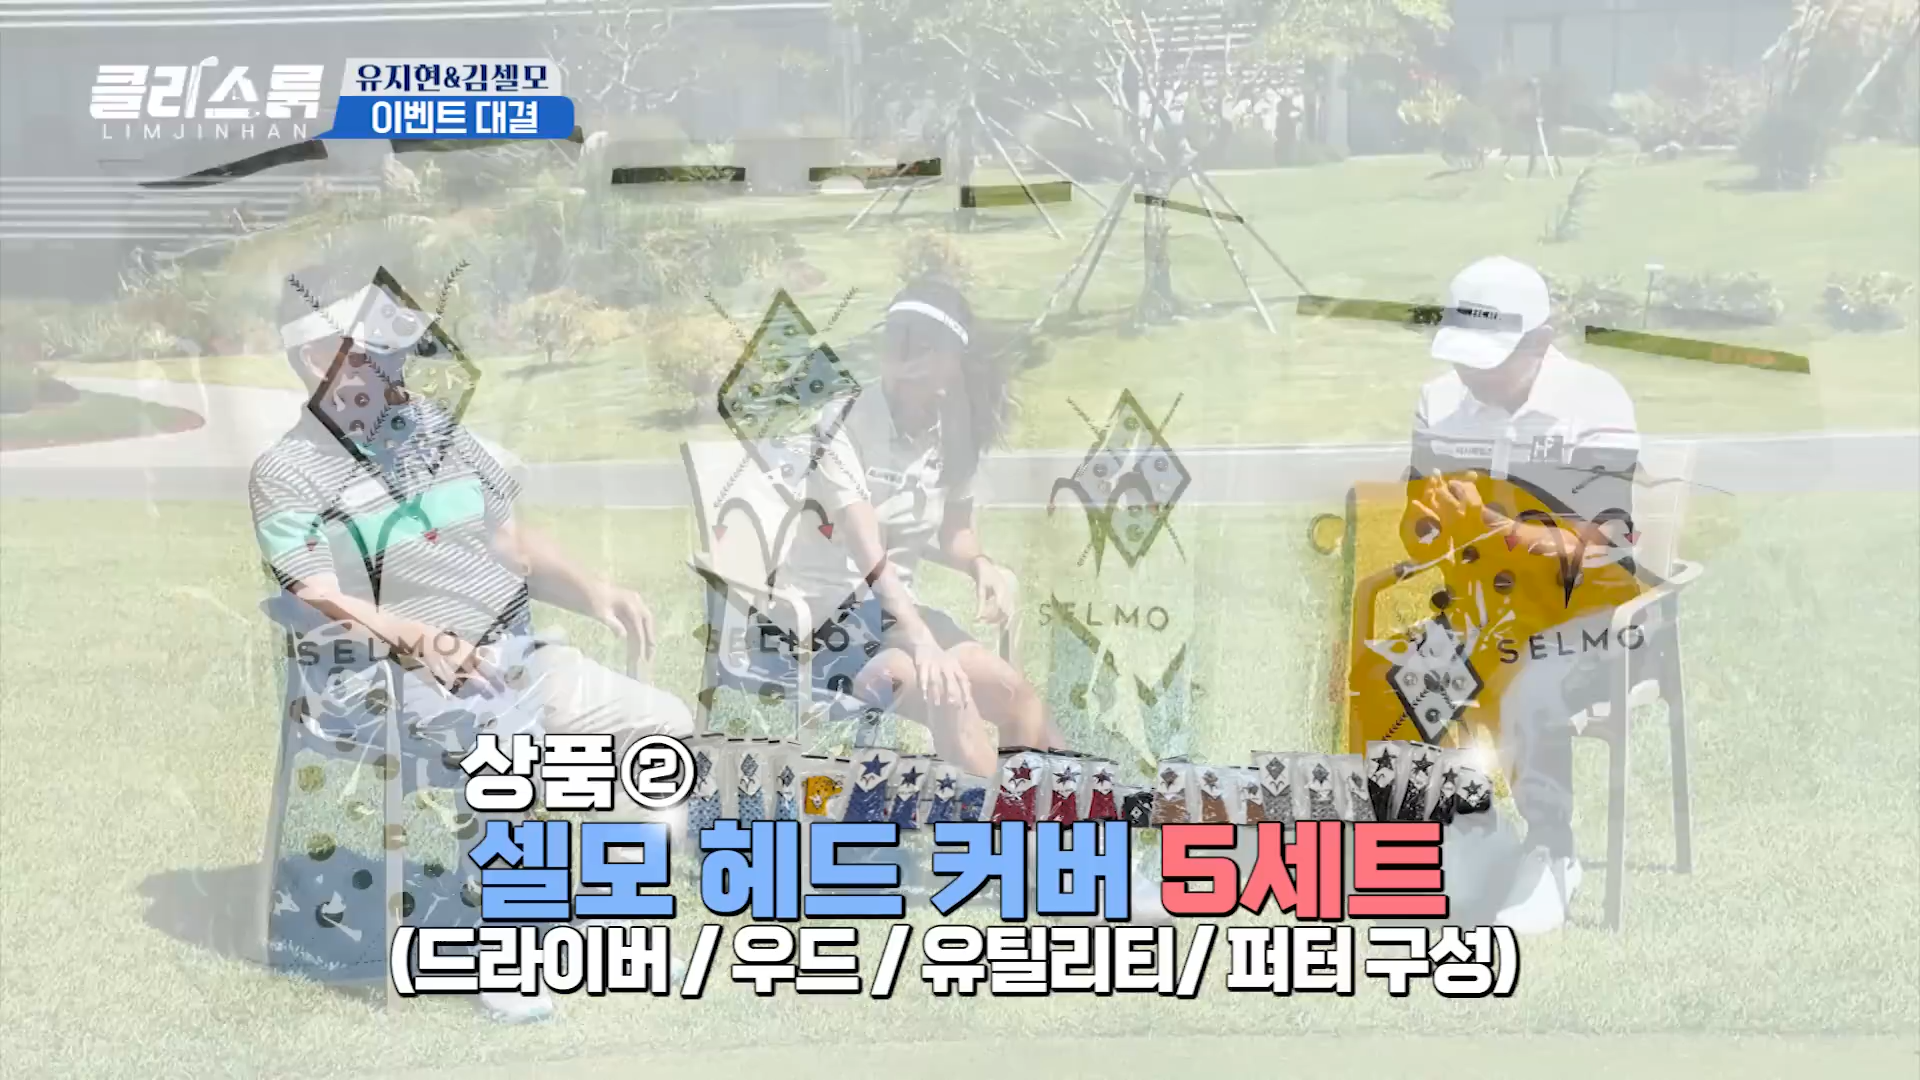 클라스룸
LIMJINHAN
유지현&김셀모
이벤트 대결
SELMO
SELMO
SELMO
SELMO
상품②
셀모 헤드 커버 5세트
(드라이버 / 우드 / 유틸리티/ 퍼터 구성)